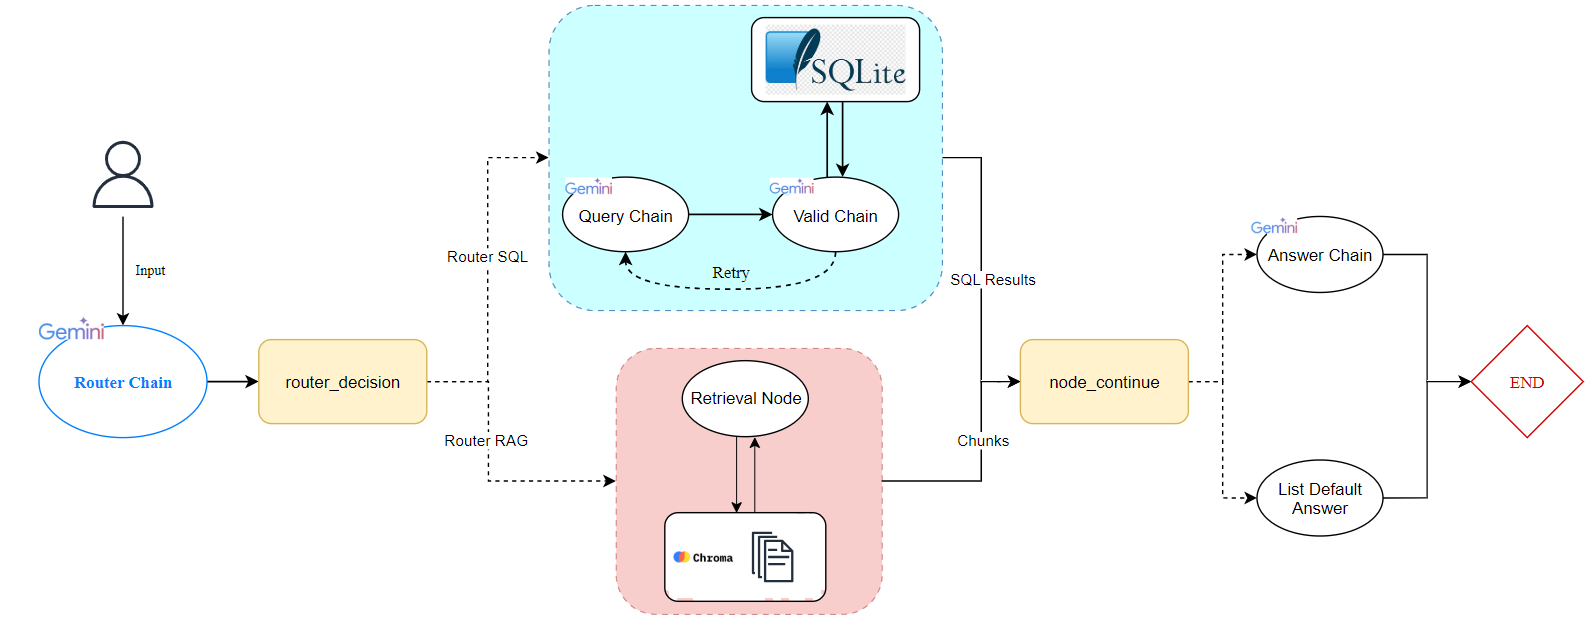 Input
Gemini
Router Chain
router_decision
Router SQL
Router RAG
SQLite
Gemini
Query Chain
Gemini
Valid Chain
Retry
Retrieval Node
Chroma
SQL Results
Chunks
node_continue
Gemini
Answer Chain
List Default
Answer
END